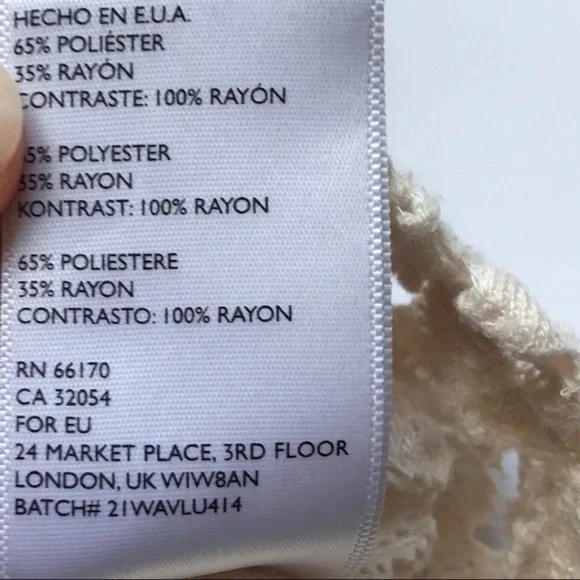 HECHO EN E.U.A.
65% POLIÉSTER
35% RAYÓN
CONTRASTE: 100% RAYÓN
5% POLYESTER
35% RAYON
KONTRAST: 100% RAYON
65% POLIESTERE
35% RAYON
CONTRASTO: 100% RAYON
RN 66170
CA 32054
FOR EU
24 MARKET PLACE, 3RD FLOOR
LONDON, UK WIW8AN
BATCH# 21WAVLU414